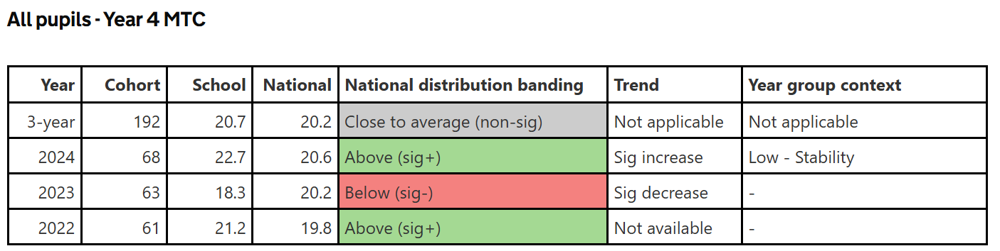 All pupils - Year 4 MTC
Year Cohort School National National distribution banding Trend Year group context
3-year 192 20.7 20.2 Close to average (non-sig) Not applicable Not applicable
2024 68 22.7 20.6 Above (sig+) Sig increase Low - Stability
2023 63 18.3 20.2 Below (sig-) Sig decrease -
2022 61 21.2 19.8 Above (sig+) Not available -